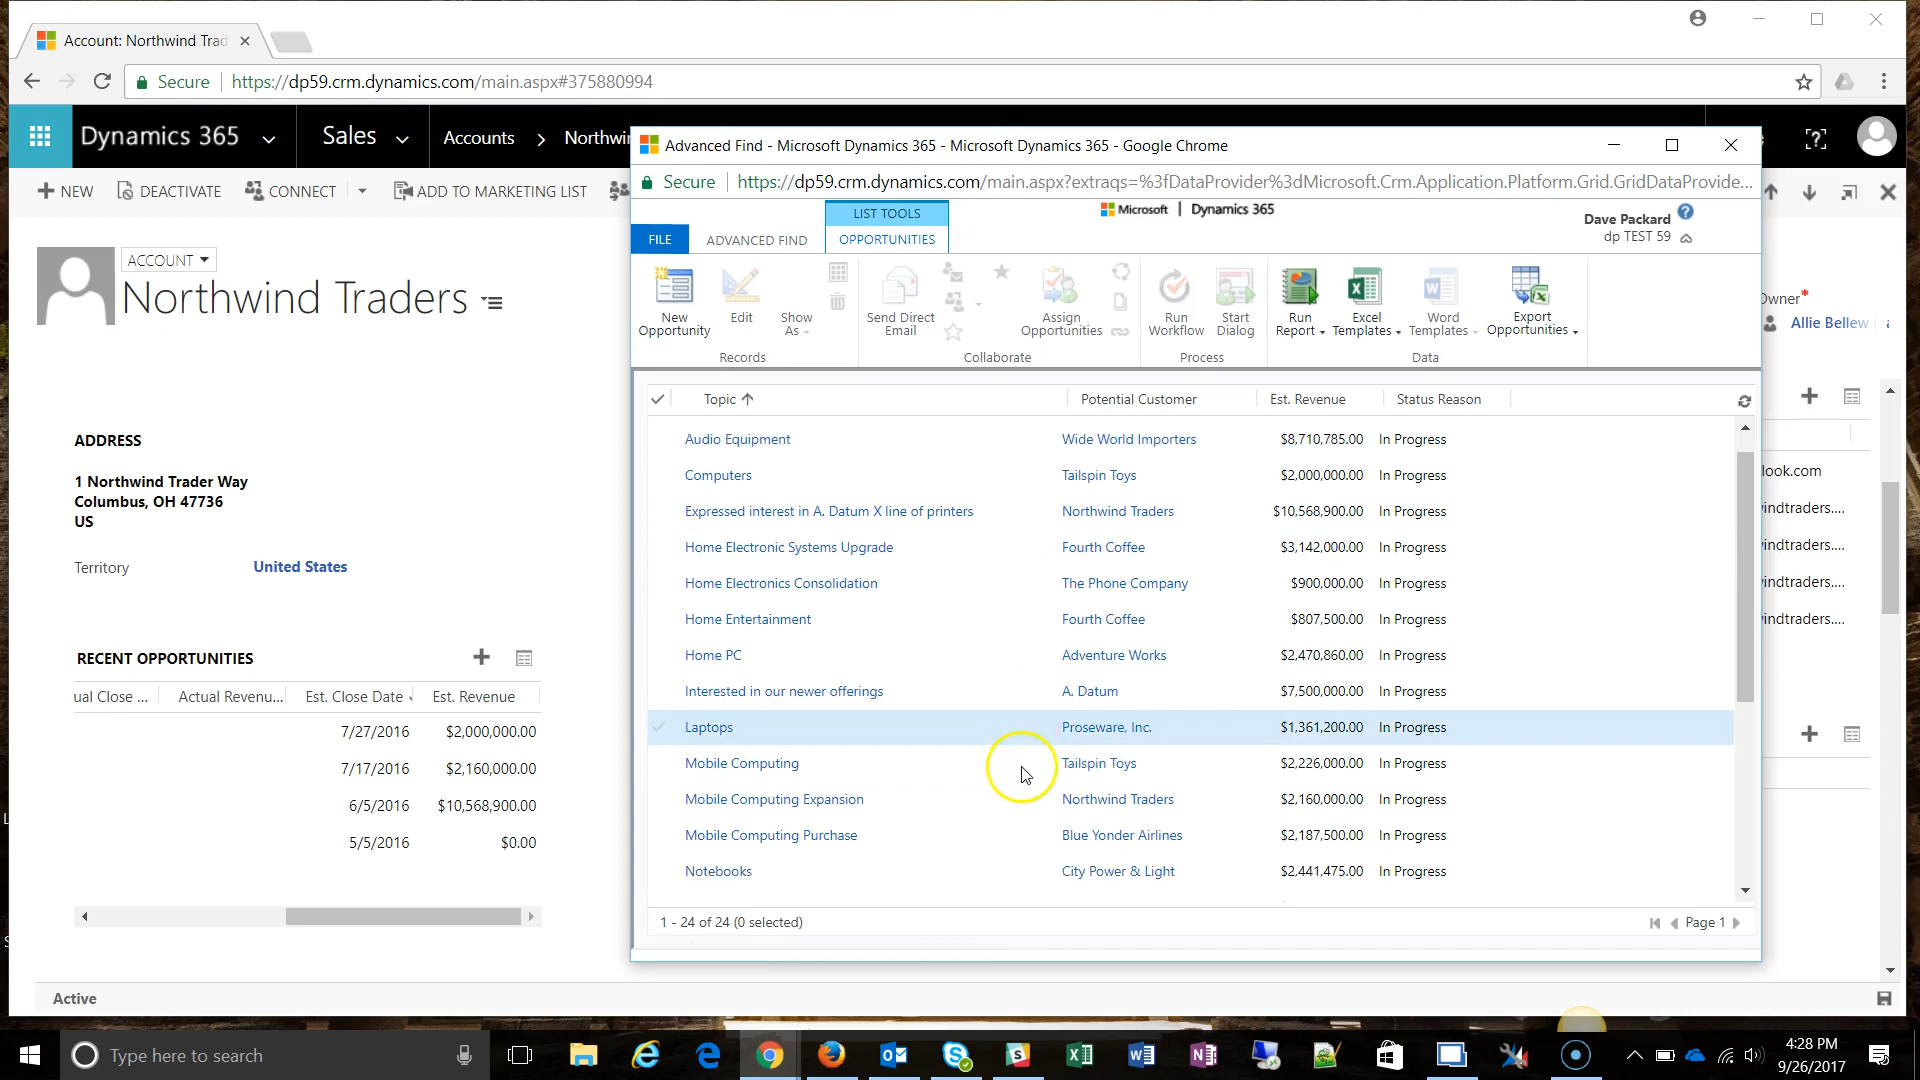 Account: Northwind Trad
Secure https://dp59.crm.dynamics.com/main.aspx#375880994
Dynamics 365 Sales Accounts Northwin
NEW DEACTIVATE CONNECT ADD TO MARKETING LIST
ACCOUNT
Northwind Traders
Owner*
Allie Bellew
ADDRESS
1 Northwind Trader Way
Columbus, OH 47736
US
Territory United States
RECENT OPPORTUNITIES
ual Close ... Actual Revenu... Est. Close Date Est. Revenue
7/27/2016 $2,000,000.00
7/17/2016 $2,160,000.00
6/5/2016 $10,568,900.00
5/5/2016 $0.00
Active
Advanced Find - Microsoft Dynamics 365 - Microsoft Dynamics 365 - Google Chrome
Secure https://dp59.crm.dynamics.com/main.aspx?extraqs=%3fDataProvider%3dMicrosoft.Crm.Application.Platform.Grid.GridDataProvide...
LIST TOOLS
Microsoft | Dynamics 365
Dave Packard
dp TEST 59
FILE ADVANCED FIND OPPORTUNITIES
New Opportunity
Edit
Show As
Records
Send Direct Email
Assign Opportunities
Collaborate
Run Workflow
Start Dialog
Process
Run Report
Excel Templates
Word Templates
Export Opportunities
Data
Topic Potential Customer Est. Revenue Status Reason
Audio Equipment Wide World Importers $8,710,785.00 In Progress
Computers Tailspin Toys $2,000,000.00 In Progress
Expressed interest in A. Datum X line of printers Northwind Traders $10,568,900.00 In Progress
Home Electronic Systems Upgrade Fourth Coffee $3,142,000.00 In Progress
Home Electronics Consolidation The Phone Company $900,000.00 In Progress
Home Entertainment Fourth Coffee $807,500.00 In Progress
Home PC Adventure Works $2,470,860.00 In Progress
Interested in our newer offerings A. Datum $7,500,000.00 In Progress
Laptops Proseware, Inc. $1,361,200.00 In Progress
Mobile Computing Tailspin Toys $2,226,000.00 In Progress
Mobile Computing Expansion Northwind Traders $2,160,000.00 In Progress
Mobile Computing Purchase Blue Yonder Airlines $2,187,500.00 In Progress
Notebooks City Power & Light $2,441,475.00 In Progress
1 - 24 of 24 (0 selected) Page 1
look.com
indtraders....
indtraders....
indtraders....
indtraders....
Type here to search
4:28 PM
9/26/2017